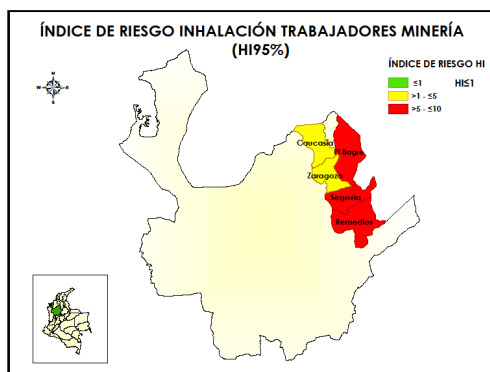 ÍNDICE DE RIESGO INHALACIÓN TRABAJADORES MINERÍA
(HI95%)
ÍNDICE DE RIESGO HI
≤1 HI≤1
>1 - ≤5
>5 - ≤10
N
W E
S
Caucasia
El Bagre
Zaragoza
Segovia
Remedios